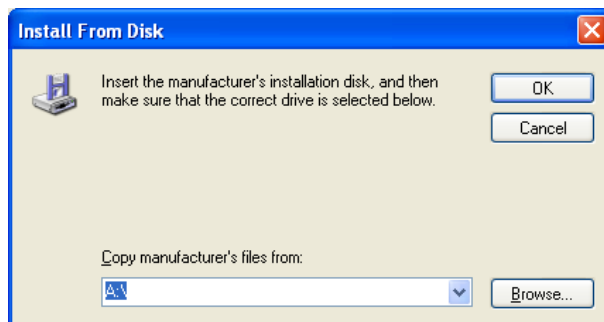 Install From Disk
Insert the manufacturer's installation disk, and then
make sure that the correct drive is selected below.
OK
Cancel
Copy manufacturer's files from:
A:\
Browse...